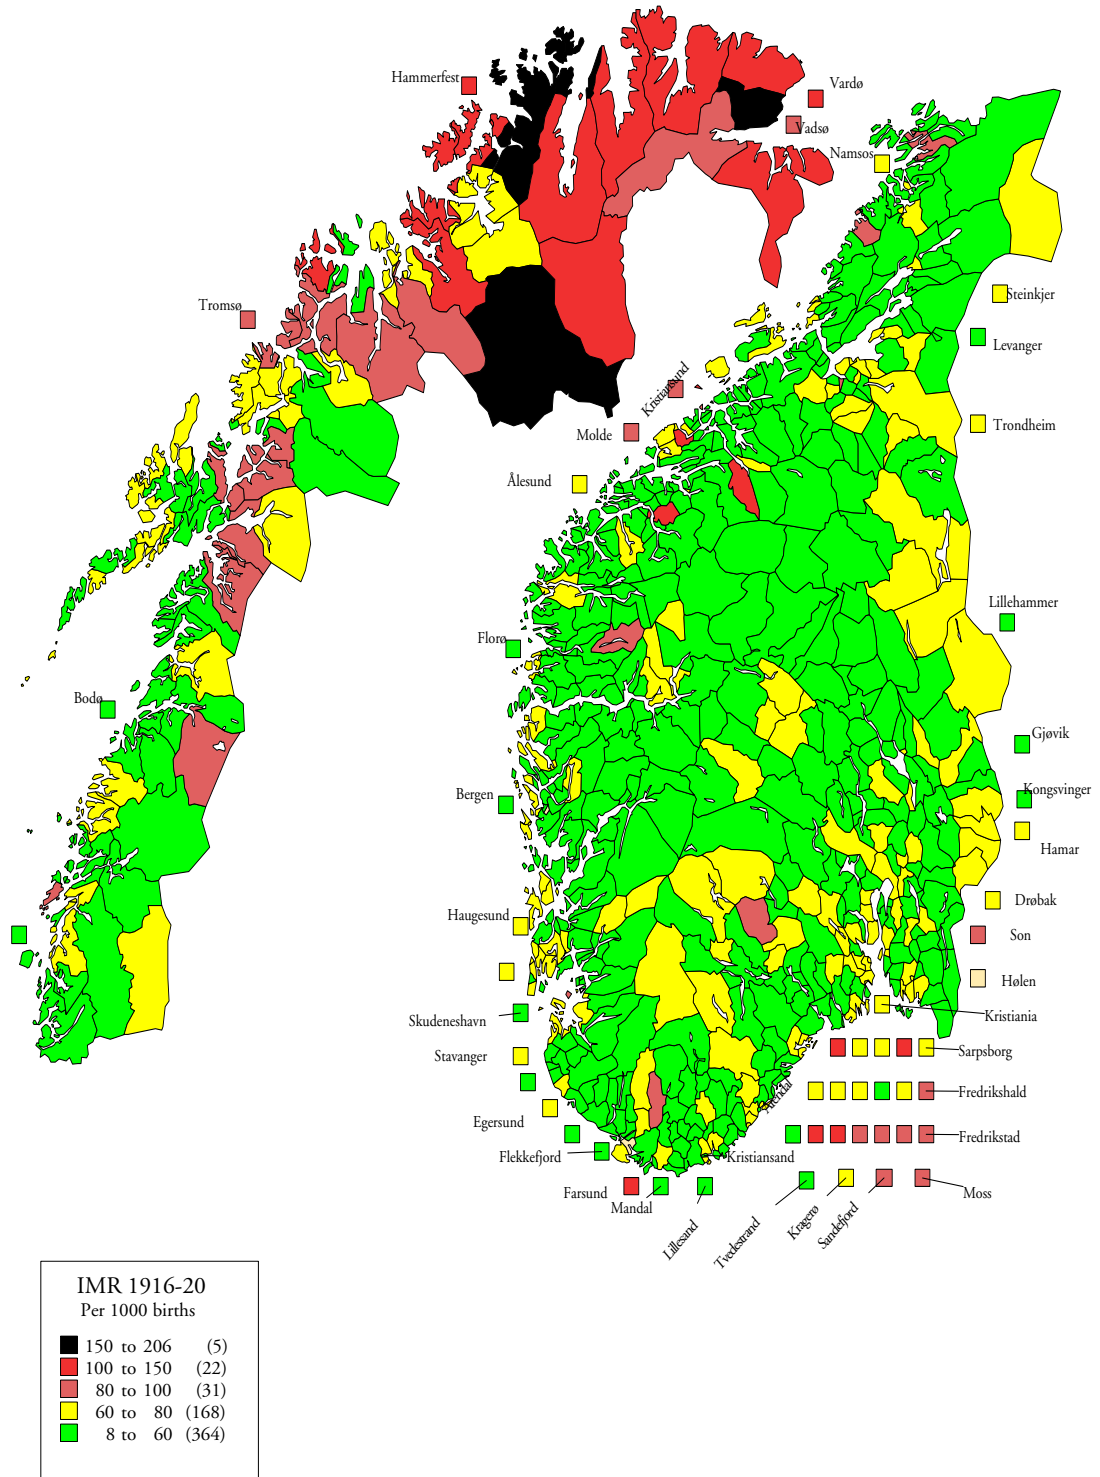 Hammerfest
Vardø
Vadsø
Namsos
Tromsø
Steinkjer
Levanger
Kristiansund
Molde
Trondheim
Ålesund
Lillehammer
Florø
Bodø
Gjøvik
Bergen
Kongsvinger
Hamar
Haugesund
Drøbak
Son
Hølen
Skudeneshavn
Kristiania
Stavanger
Sarpsborg
Arendal
Fredrikshald
Egersund
Fredrikstad
Flekkefjord
Kristiansand
Farsund
Mandal
Lillesand
Tvedestrand
Kragerø
Sandefjord
Moss
IMR 1916-20
Per 1000 births
150 to 206 (5)
100 to 150 (22)
80 to 100 (31)
60 to 80 (168)
8 to 60 (364)